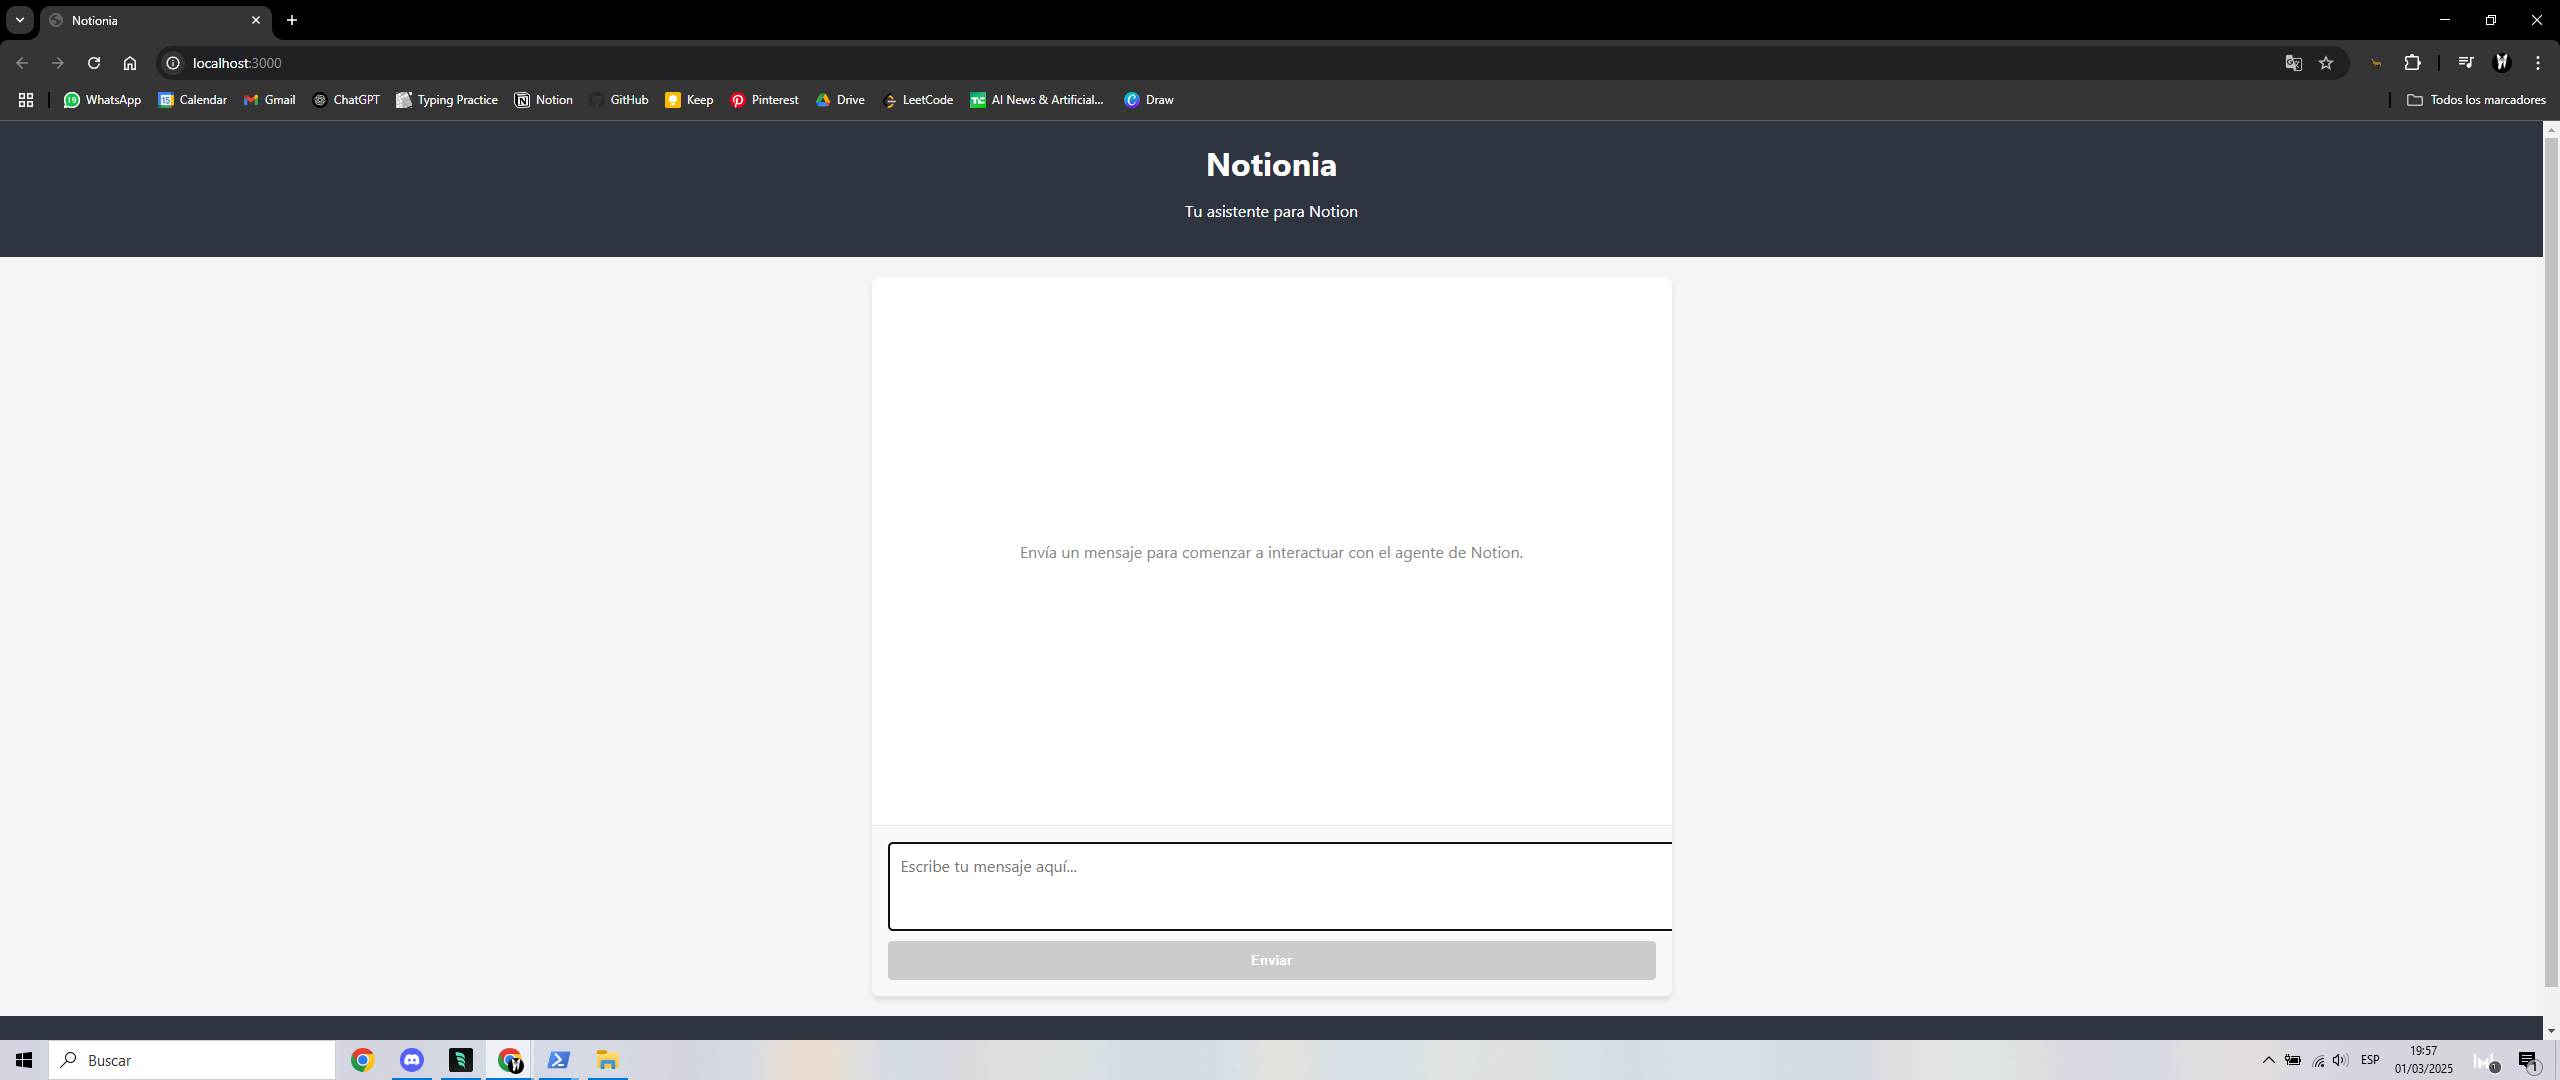 Notionia
localhost:3000
WhatsApp
Calendar
Gmail
ChatGPT
Typing Practice
Notion
GitHub
Keep
Pinterest
Drive
LeetCode
AI News & Artificial...
Draw
Todos los marcadores
Notionia
Tu asistente para Notion
Envía un mensaje para comenzar a interactuar con el agente de Notion.
Escribe tu mensaje aquí...
Enviar
Buscar
ESP
19:57
01/03/2025